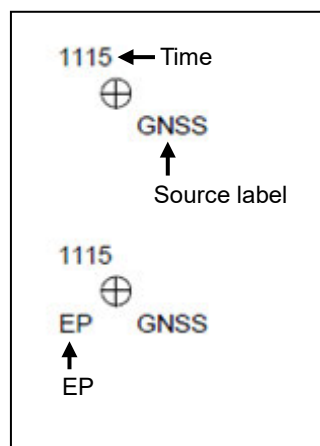 1115 Time
GNSS
Source label
1115
EP GNSS
EP